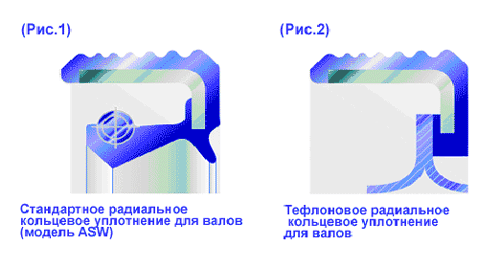 (Рис.1)
(Рис.2)
Стандартное радиальное
кольцевое уплотнение для валов
(модель ASW)
Тефлоновое радиальное
кольцевое уплотнение
для валов